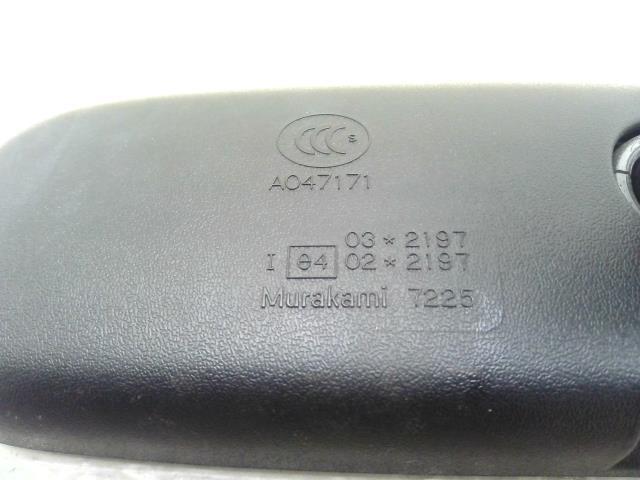 CCC S
A047171
03 * 2197
I e4 02 * 2197
Murakami 7225